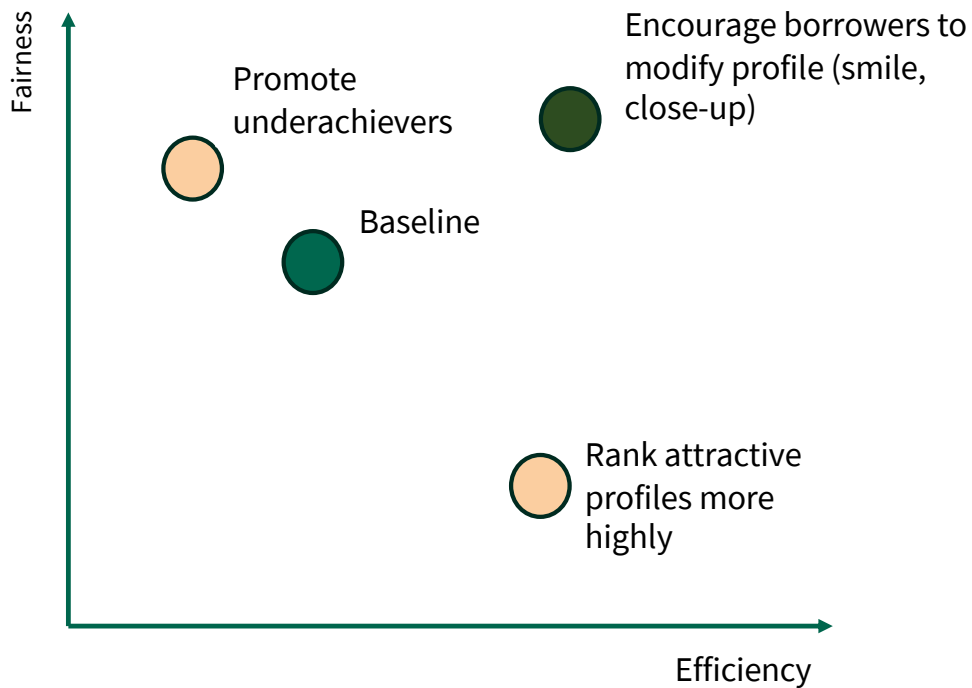 Fairness
Encourage borrowers to
modify profile (smile,
close-up)
Promote
underachievers
Baseline
Rank attractive
profiles more
highly
Efficiency